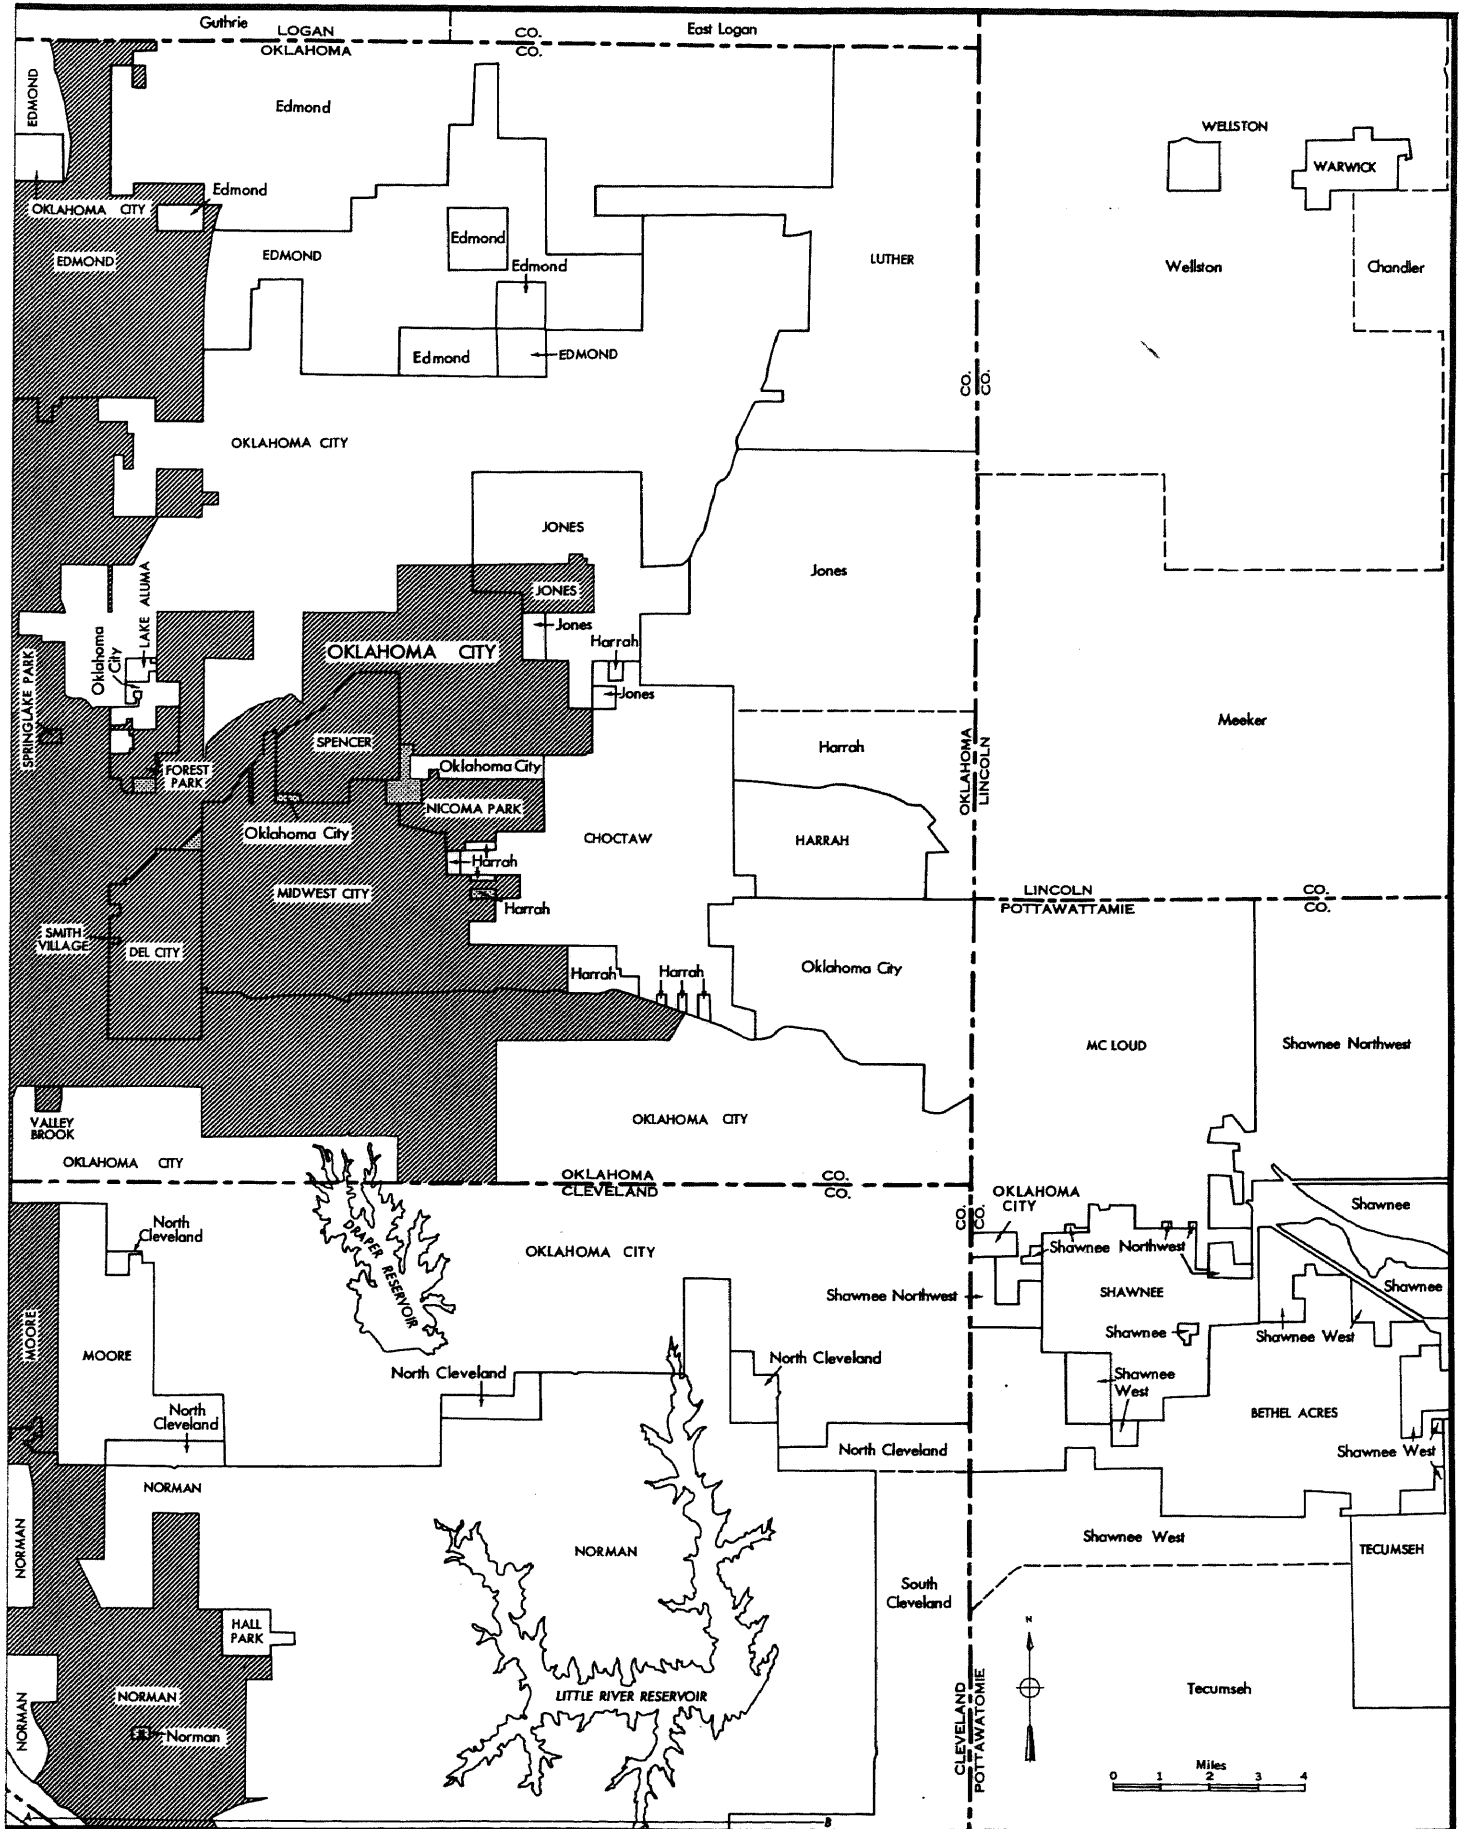 Guthrie
LOGAN CO.
East Logan
OKLAHOMA CO.
EDMOND
Edmond
WELLSTON
WARWICK
Edmond
OKLAHOMA CITY
EDMOND
EDMOND
Edmond
Edmond
LUTHER
Wellston
Chandler
Edmond
EDMOND
CO.
CO.
OKLAHOMA CITY
JONES
JONES
Jones
LAKE ALUMA
Oklahoma
City
OKLAHOMA CITY
Jones
Harrah
Jones
SPRINGLAKE PARK
SPENCER
Meeker
Harrah
OKLAHOMA
LINCOLN
FOREST
PARK
Oklahoma City
NICOMA PARK
Oklahoma City
CHOCTAW
HARRAH
Harrah
MIDWEST CITY
Harrah
LINCOLN CO.
POTTAWATTAMIE CO.
SMITH
VILLAGE
DEL CITY
Harrah
Harrah
Oklahoma City
MC LOUD
Shawnee Northwest
VALLEY
BROOK
OKLAHOMA CITY
OKLAHOMA CITY
OKLAHOMA CO.
CLEVELAND CO.
CO.
CO.
OKLAHOMA
CITY
Shawnee
North
Cleveland
DRAPER RESERVOIR
OKLAHOMA CITY
Shawnee Northwest
Shawnee Northwest
SHAWNEE
Shawnee
MOORE
MOORE
Shawnee
Shawnee West
North Cleveland
North Cleveland
Shawnee
West
North
Cleveland
BETHEL ACRES
North Cleveland
Shawnee West
NORMAN
NORMAN
NORMAN
Shawnee West
TECUMSEH
South
Cleveland
HALL
PARK
N
NORMAN
NORMAN
LITTLE RIVER RESERVOIR
Tecumseh
Norman
CLEVELAND
POTTAWATOMIE
Miles
0 1 2 3 4
A
B